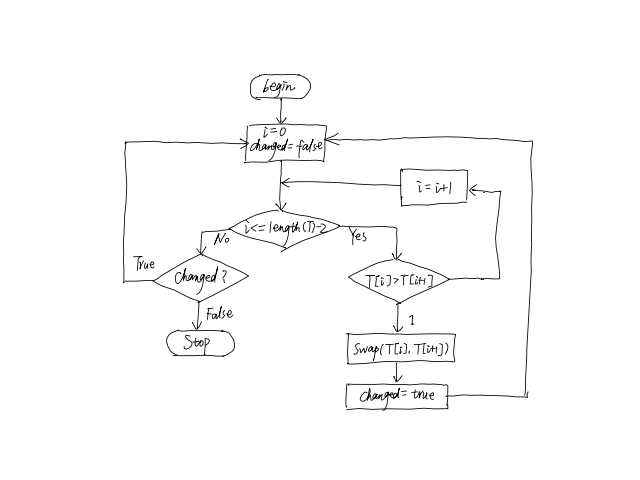 begin
i=0
changed=false
i=i+1
i<=length(T)-2
No
Yes
True
changed?
T[i]>T[i+1]
False
1
Stop
Swap(T[i],T[i+1])
changed=true